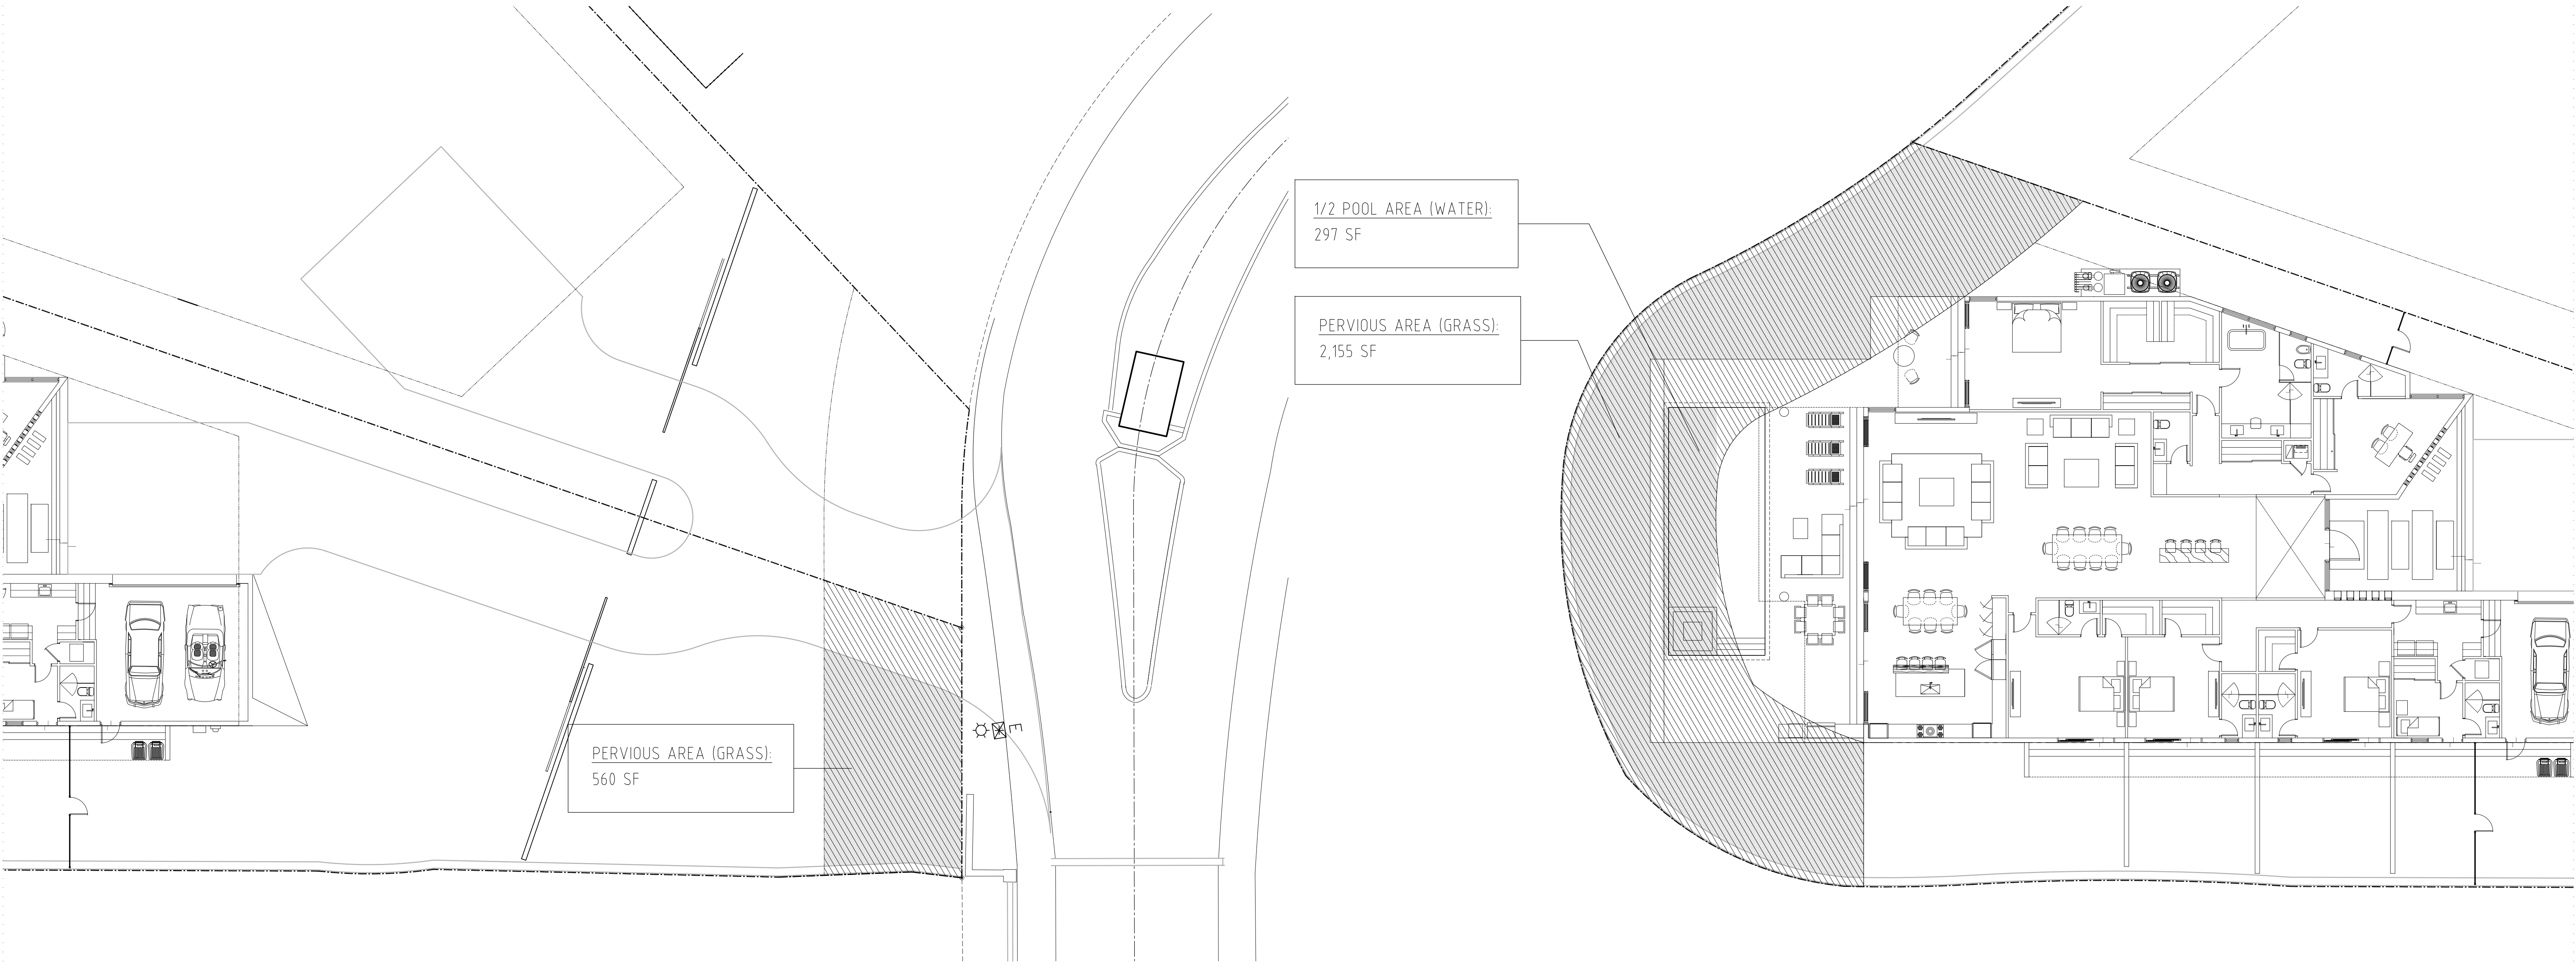 1/2 POOL AREA (WATER):
297 SF
PERVIOUS AREA (GRASS):
2,155 SF
PERVIOUS AREA (GRASS):
560 SF
E